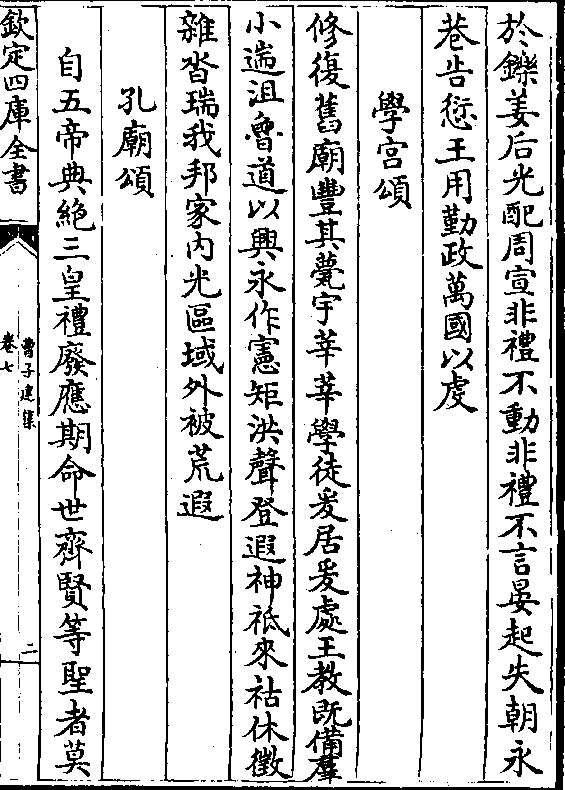 於鑠姜后光配周宣非禮不動非禮不言晏起失朝永
巷告愆王用勤政萬國以虔
學宫頌
修復舊廟豐其甍宇莘莘學徒爰居爰處王教既備羣
小遄沮魯道以興永作憲矩洪聲登遐神祗來祜休徵
雜沓瑞我邦家内光區域外被荒遐
孔廟頌
自五帝典絶三皇禮廢應期命世齊賢等聖者莫
欽定四庫全書
曹子建集
卷七
二